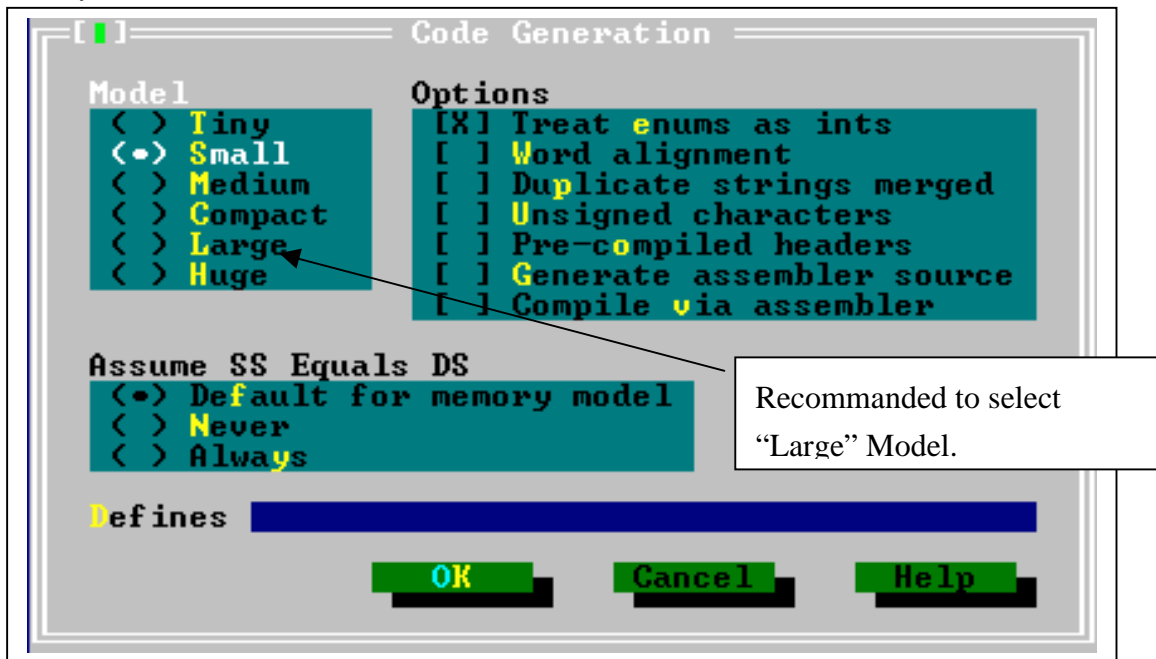 [ ] Code Generation
Model
( ) Tiny
(•) Small
( ) Medium
( ) Compact
( ) Large
( ) Huge
Options
[X] Treat enums as ints
[ ] Word alignment
[ ] Duplicate strings merged
[ ] Unsigned characters
[ ] Pre-compiled headers
[ ] Generate assembler source
[ ] Compile via assembler
Assume SS Equals DS
(•) Default for memory model
( ) Never
( ) Always
Recommanded to select
“Large” Model.
Defines
OK Cancel Help